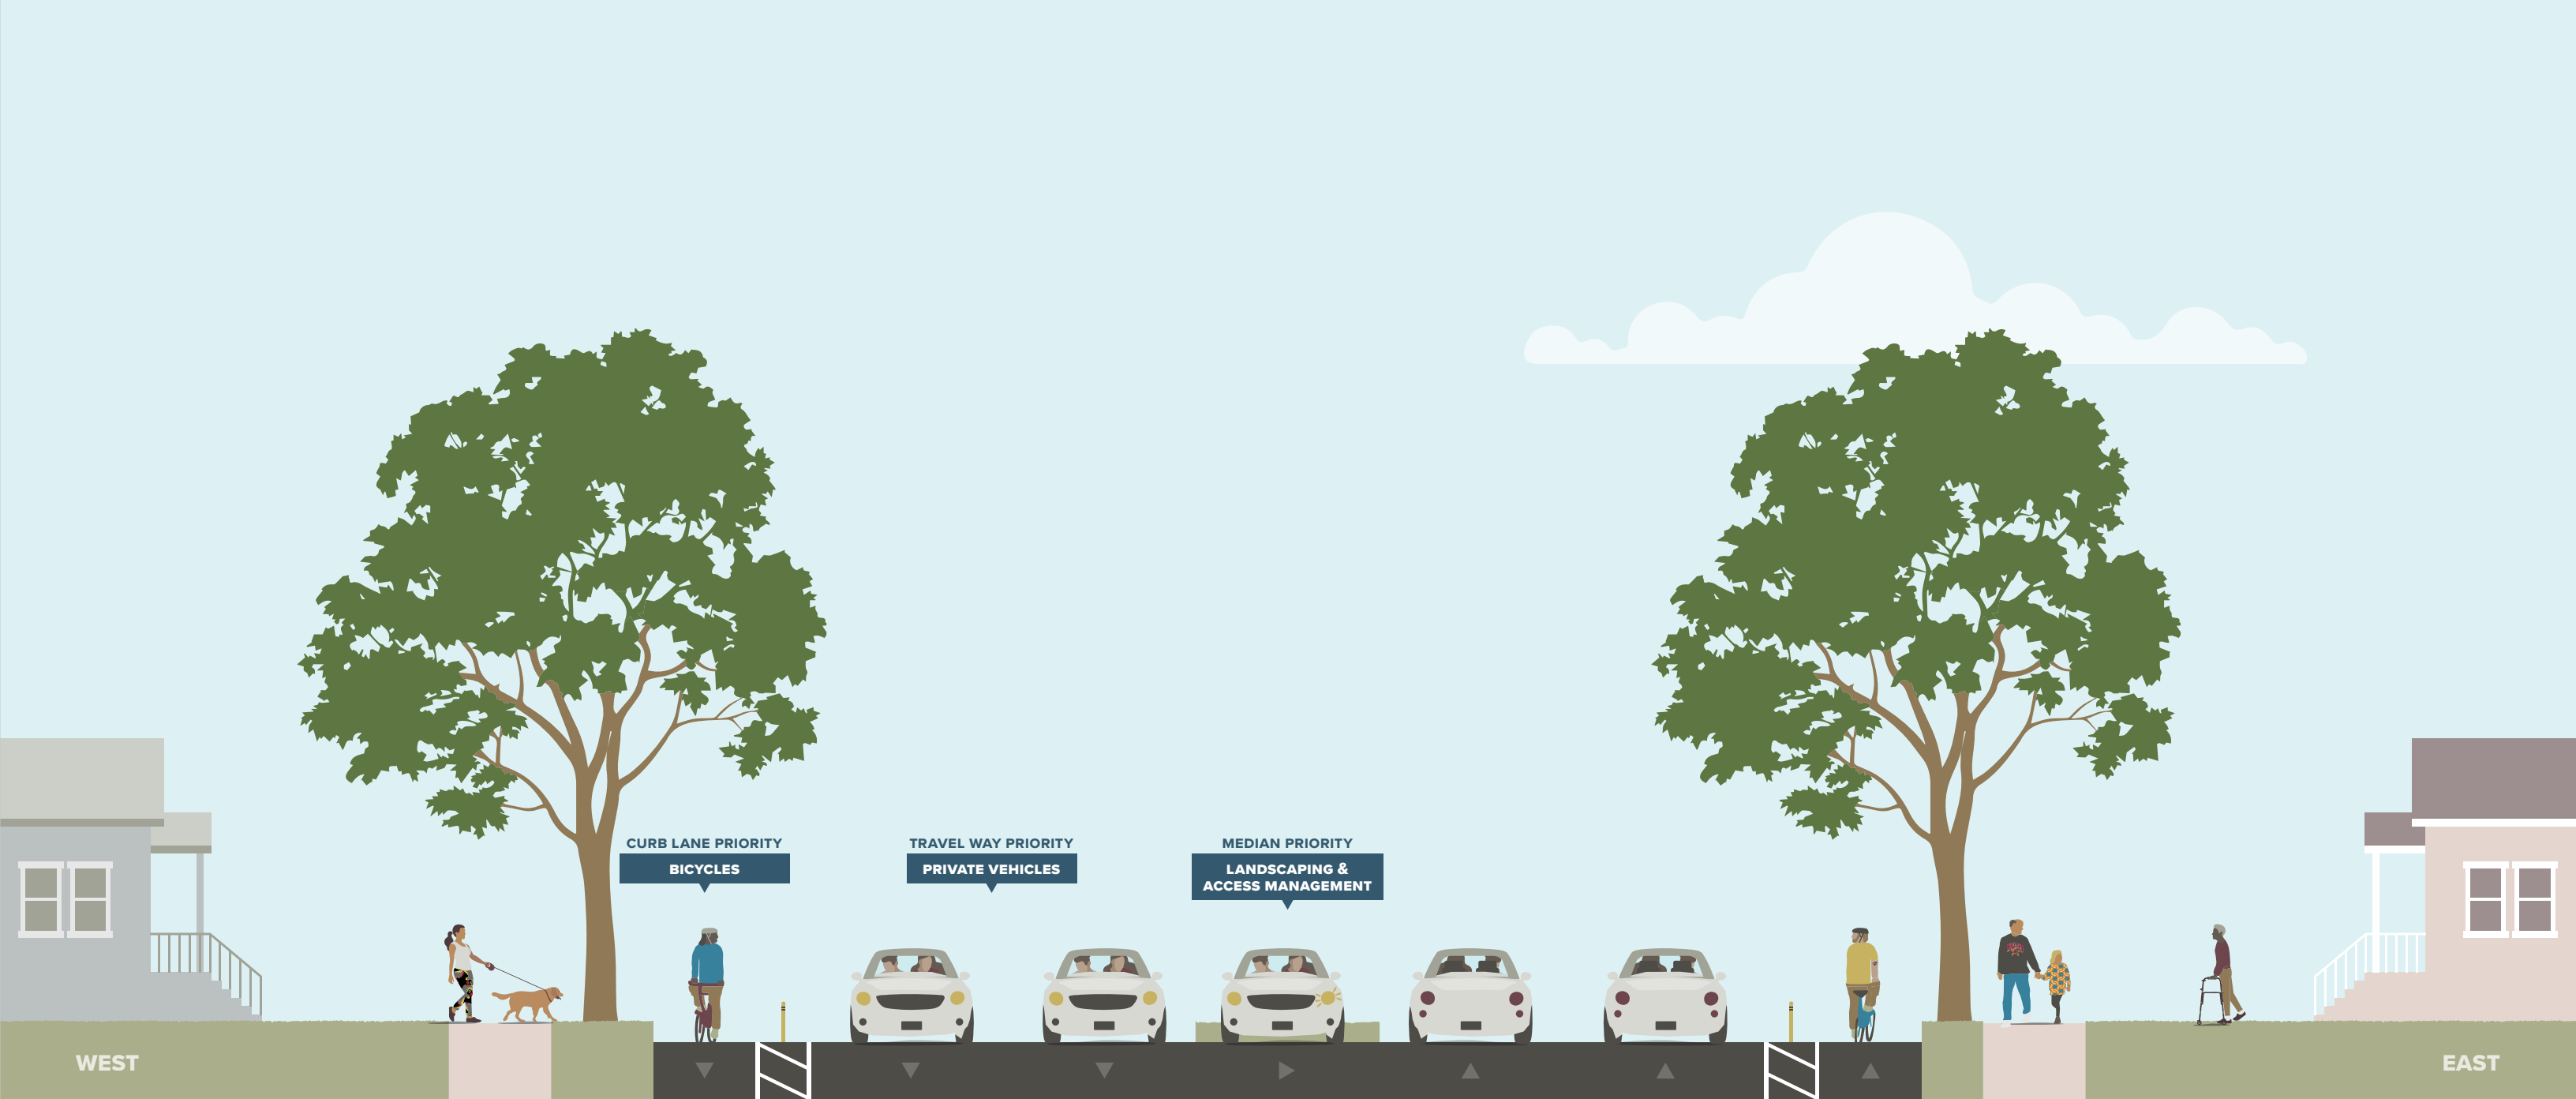 CURB LANE PRIORITY
BICYCLES
TRAVEL WAY PRIORITY
PRIVATE VEHICLES
MEDIAN PRIORITY
LANDSCAPING &
ACCESS MANAGEMENT
WEST
EAST